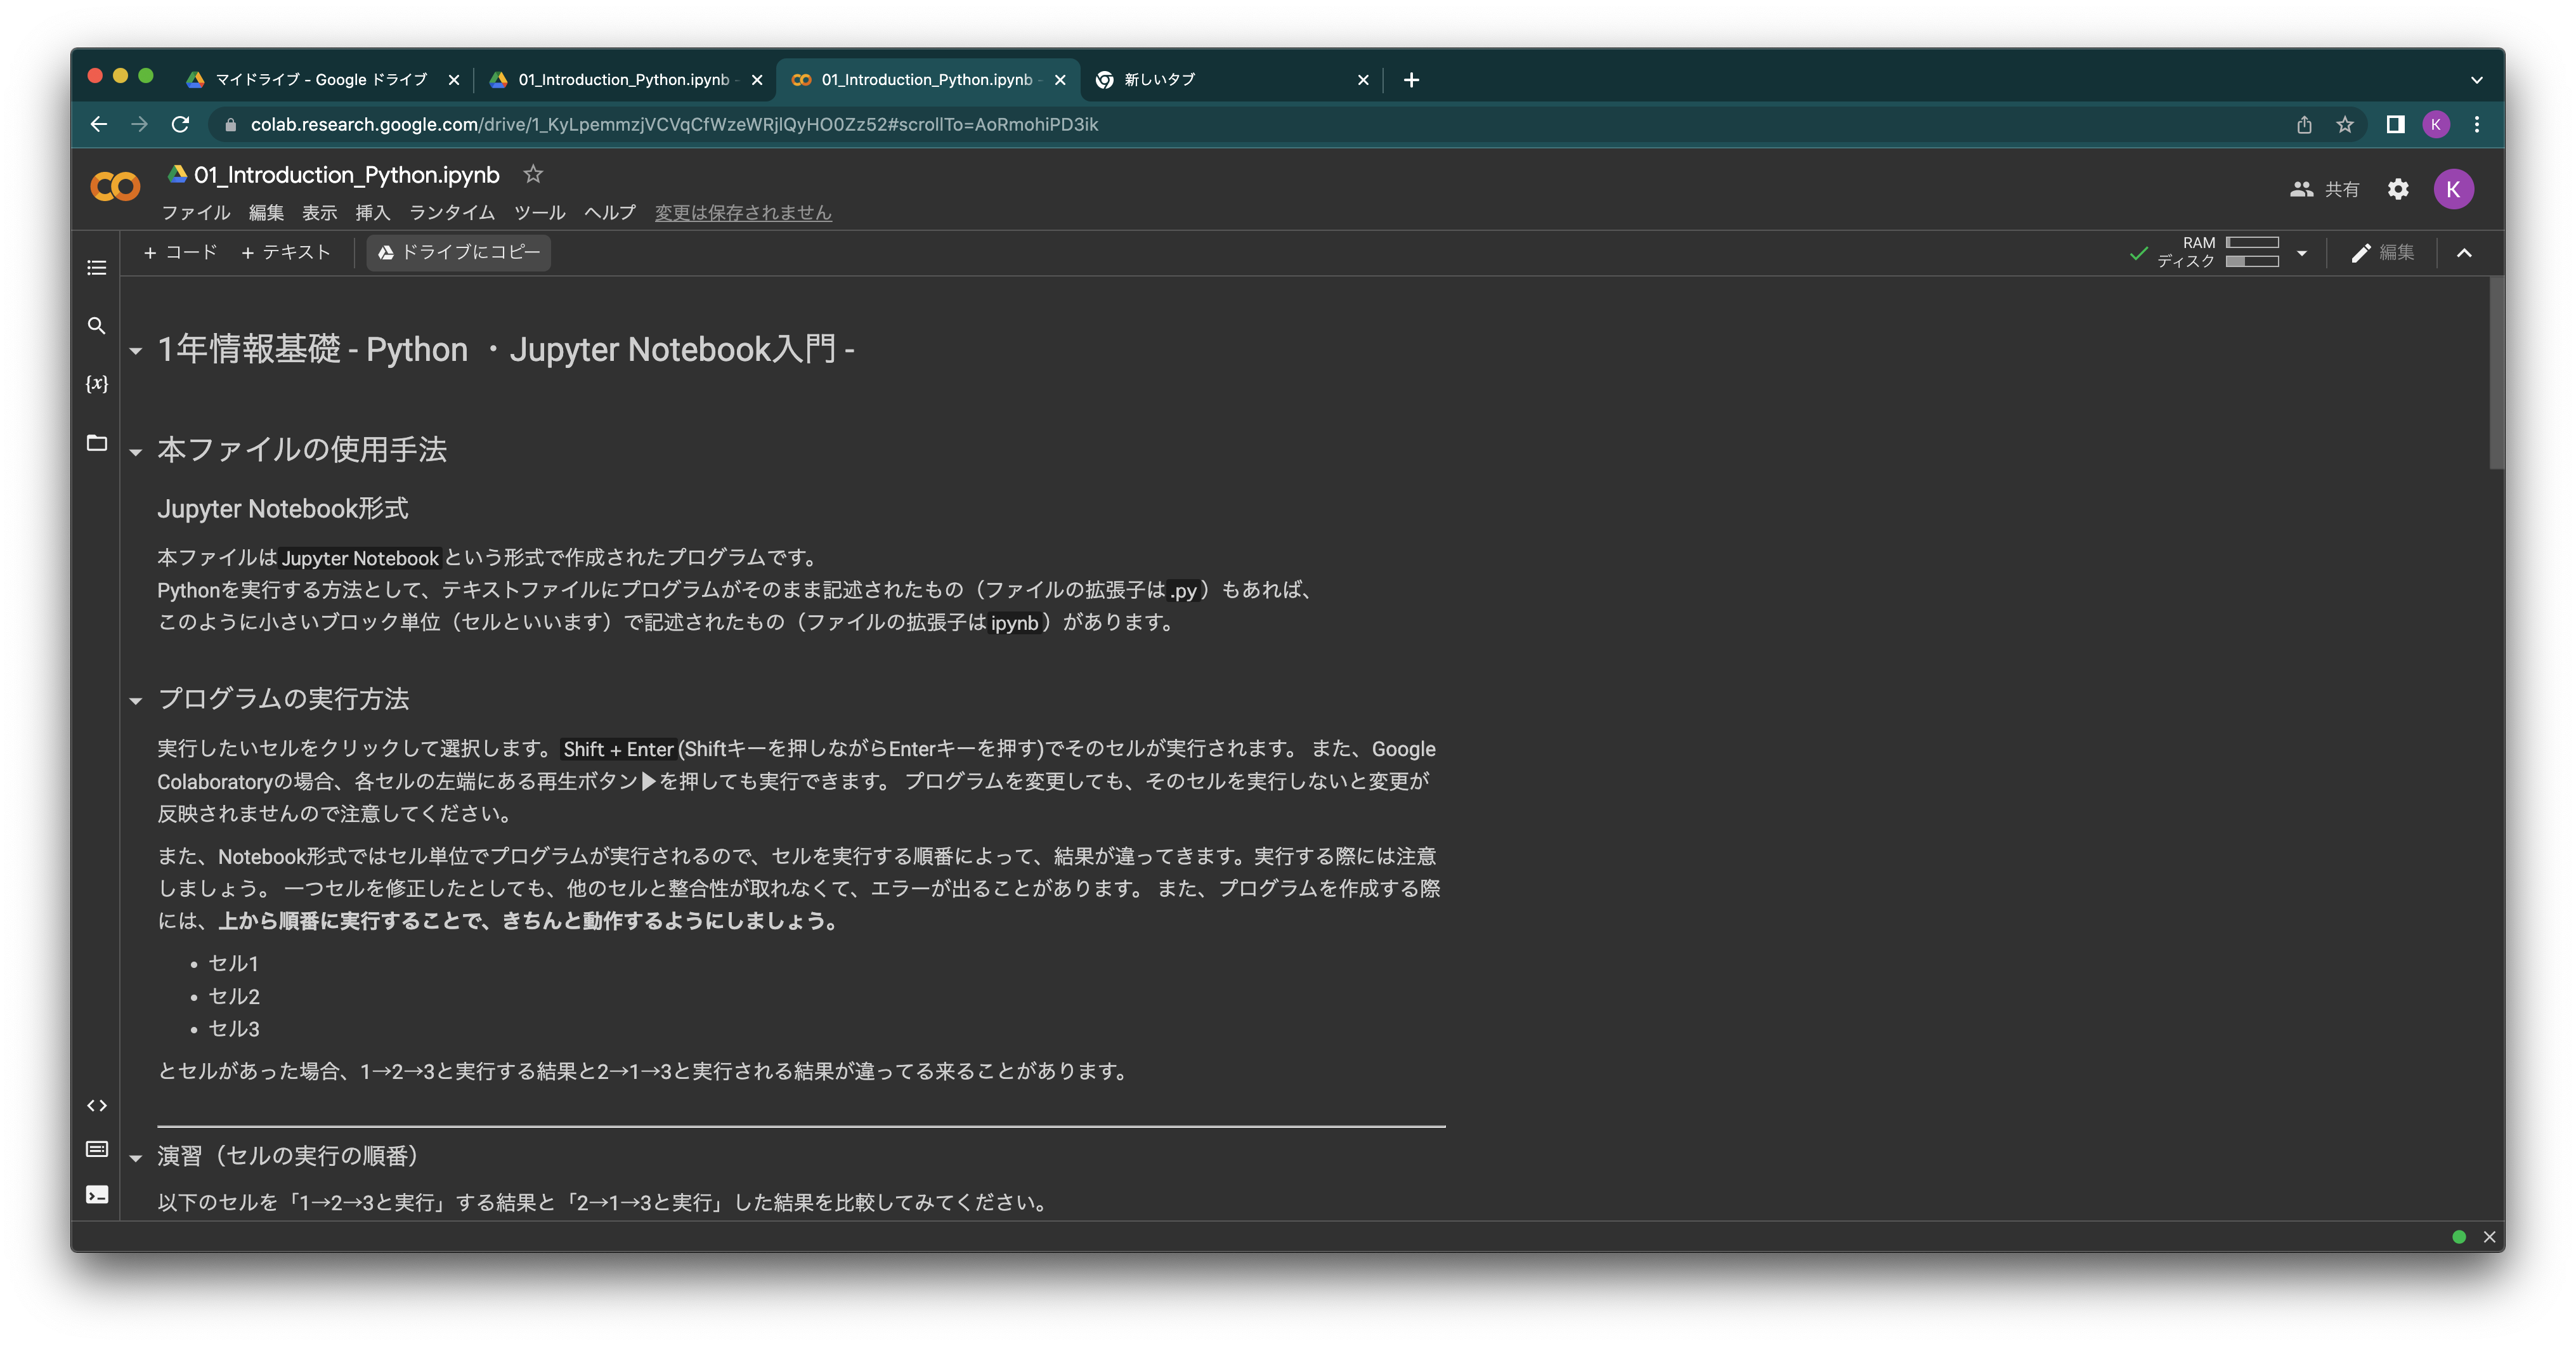 マイドライブ - Google ドライブ
01_Introduction_Python.ipynb -
01_Introduction_Python.ipynb -
新しいタブ
colab.research.google.com/drive/1_KyLpemmzjVCVqCfWzeWRjlQyHO0Zz52#scrollTo=AoRmohiPD3ik
K
01_Introduction_Python.ipynb
共有
K
ファイル 編集 表示 挿入 ランタイム ツール ヘルプ 変更は保存されません
+ コード + テキスト ドライブにコピー
RAM
ディスク
編集
{x}
1年情報基礎 - Python ・Jupyter Notebook入門 -
本ファイルの使用手法
Jupyter Notebook形式
本ファイルはJupyter Notebookという形式で作成されたプログラムです。
Pythonを実行する方法として、テキストファイルにプログラムがそのまま記述されたもの（ファイルの拡張子は.py）もあれば、
このように小さいブロック単位（セルといいます）で記述されたもの（ファイルの拡張子はipynb）があります。
プログラムの実行方法
実行したいセルをクリックして選択します。Shift + Enter(Shiftキーを押しながらEnterキーを押す)でそのセルが実行されます。 また、Google
Colaboratoryの場合、各セルの左端にある再生ボタン▶を押しても実行できます。 プログラムを変更しても、そのセルを実行しないと変更が
反映されませんので注意してください。
また、Notebook形式ではセル単位でプログラムが実行されるので、セルを実行する順番によって、結果が違ってきます。実行する際には注意
しましょう。 一つセルを修正したとしても、他のセルと整合性が取れなくて、エラーが出ることがあります。 また、プログラムを作成する際
には、上から順番に実行することで、きちんと動作するようにしましょう。
• セル1
• セル2
• セル3
とセルがあった場合、1→2→3と実行する結果と2→1→3と実行される結果が違ってる来ることがあります。
演習（セルの実行の順番）
以下のセルを「1→2→3と実行」する結果と「2→1→3と実行」した結果を比較してみてください。